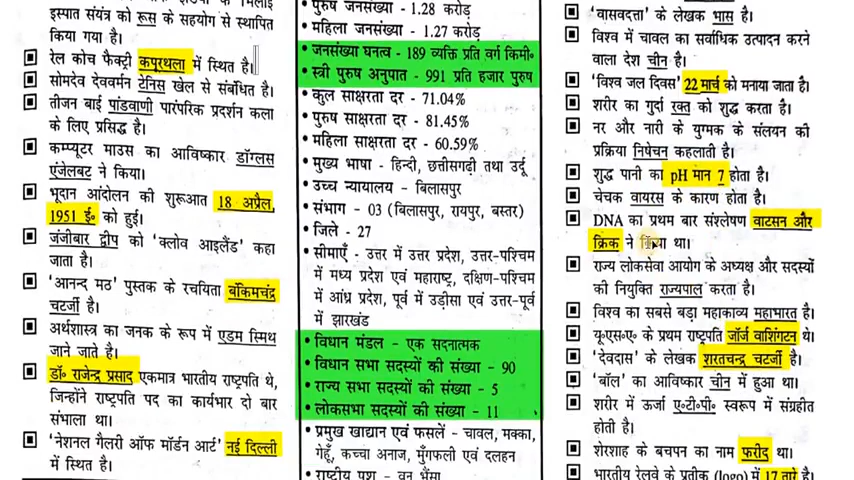 इस्पात संयंत्र को रूस के सहयोग से स्थापित
किया गया है।
रेल कोच फैक्ट्री कपूरथला में स्थित है।
सोमदेव देववर्मन टेनिस खेल से संबंधित है।
तीजन बाई पांडवाणी पारंपरिक प्रदर्शन कला
के लिए प्रसिद्ध है।
कम्प्यूटर माउस का आविष्कार डॉग्लस
एंजेलबट ने किया।
भूदान आंदोलन की शुरूआत 18 अप्रैल,
1951 ई॰ को हुई।
जंजीबार द्वीप को 'क्लोव आइलैंड' कहा
जाता है।
'आनन्द मठ' पुस्तक के रचयिता बंकिमचंद्र
चटर्जी है।
अर्थशास्त्र का जनक के रूप में एडम स्मिथ
जाने जाते है।
डॉ॰ राजेन्द्र प्रसाद एकमात्र भारतीय राष्ट्रपति थे,
जिन्होंने राष्ट्रपति पद का कार्यभार दो बार
संभाला था।
'नेशनल गैलरी ऑफ मॉर्डन आर्ट' नई दिल्ली
में स्थित है।
• पुरुष जनसंख्या - 1.28 करोड़
• महिला जनसंख्या - 1.27 करोड़
• जनसंख्या घनत्व - 189 व्यक्ति प्रति वर्ग किमी॰
• स्त्री पुरुष अनुपात - 991 प्रति हजार पुरुष
• कुल साक्षरता दर - 71.04%
• पुरुष साक्षरता दर - 81.45%
• महिला साक्षरता दर - 60.59%
• मुख्य भाषा - हिन्दी, छत्तीसगढ़ी तथा उर्दू
• उच्च न्यायालय - बिलासपुर
• संभाग - 03 (बिलासपुर, रायपुर, बस्तर)
• जिले - 27
• सीमाएँ - उत्तर में उत्तर प्रदेश, उत्तर-पश्चिम
में मध्य प्रदेश एवं महाराष्ट्र, दक्षिण-पश्चिम
में आंध्र प्रदेश, पूर्व में उड़ीसा एवं उत्तर-पूर्व
में झारखंड
• विधान मंडल - एक सदनात्मक
• विधान सभा सदस्यों की संख्या - 90
• राज्य सभा सदस्यों की संख्या - 5
• लोकसभा सदस्यों की संख्या - 11
• प्रमुख खाद्यान एवं फसलें - चावल, मक्का,
गेहूँ, कच्चा अनाज, मुँगफली एवं दलहन
• राष्ट्रीय पशु - वन भैंसा
'वासवदत्ता' के लेखक भास है।
विश्व में चावल का सर्वाधिक उत्पादन करने
वाला देश चीन है।
'विश्व जल दिवस' 22 मार्च को मनाया जाता है।
शरीर का गुर्दा रक्त को शुद्ध करता है।
नर और नारी के युग्मक के संलयन की
प्रक्रिया निषेचन कहलाती है।
शुद्ध पानी का pH मान 7 होता है।
चेचक वायरस के कारण होता है।
DNA का प्रथम बार संश्लेषण वाटसन और
क्रिक ने किया था।
राज्य लोकसेवा आयोग के अध्यक्ष और सदस्यों
की नियुक्ति राज्यपाल करता है।
विश्व का सबसे बड़ा महाकाव्य महाभारत है।
यू॰एस॰ए॰ के प्रथम राष्ट्रपति जॉर्ज वाशिंगटन थे।
'देवदास' के लेखक शरतचन्द्र चटर्जी है।
'बॉल' का आविष्कार चीन में हुआ था।
शरीर में ऊर्जा ए॰टी॰पी॰ स्वरूप में संग्रहीत
होती है।
शेरशाह के बचपन का नाम फरीद था।
भारतीय रेलवे के प्रतीक (logo) में 17 तारे है।